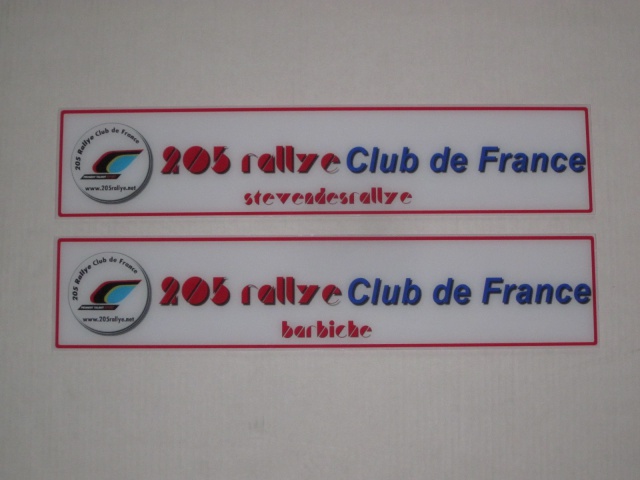 205 Rallye Club de France
www.205rallye.net
205 rallye Club de France
stevendesrallye
205 Rallye Club de France
www.205rallye.net
205 rallye Club de France
barbiche